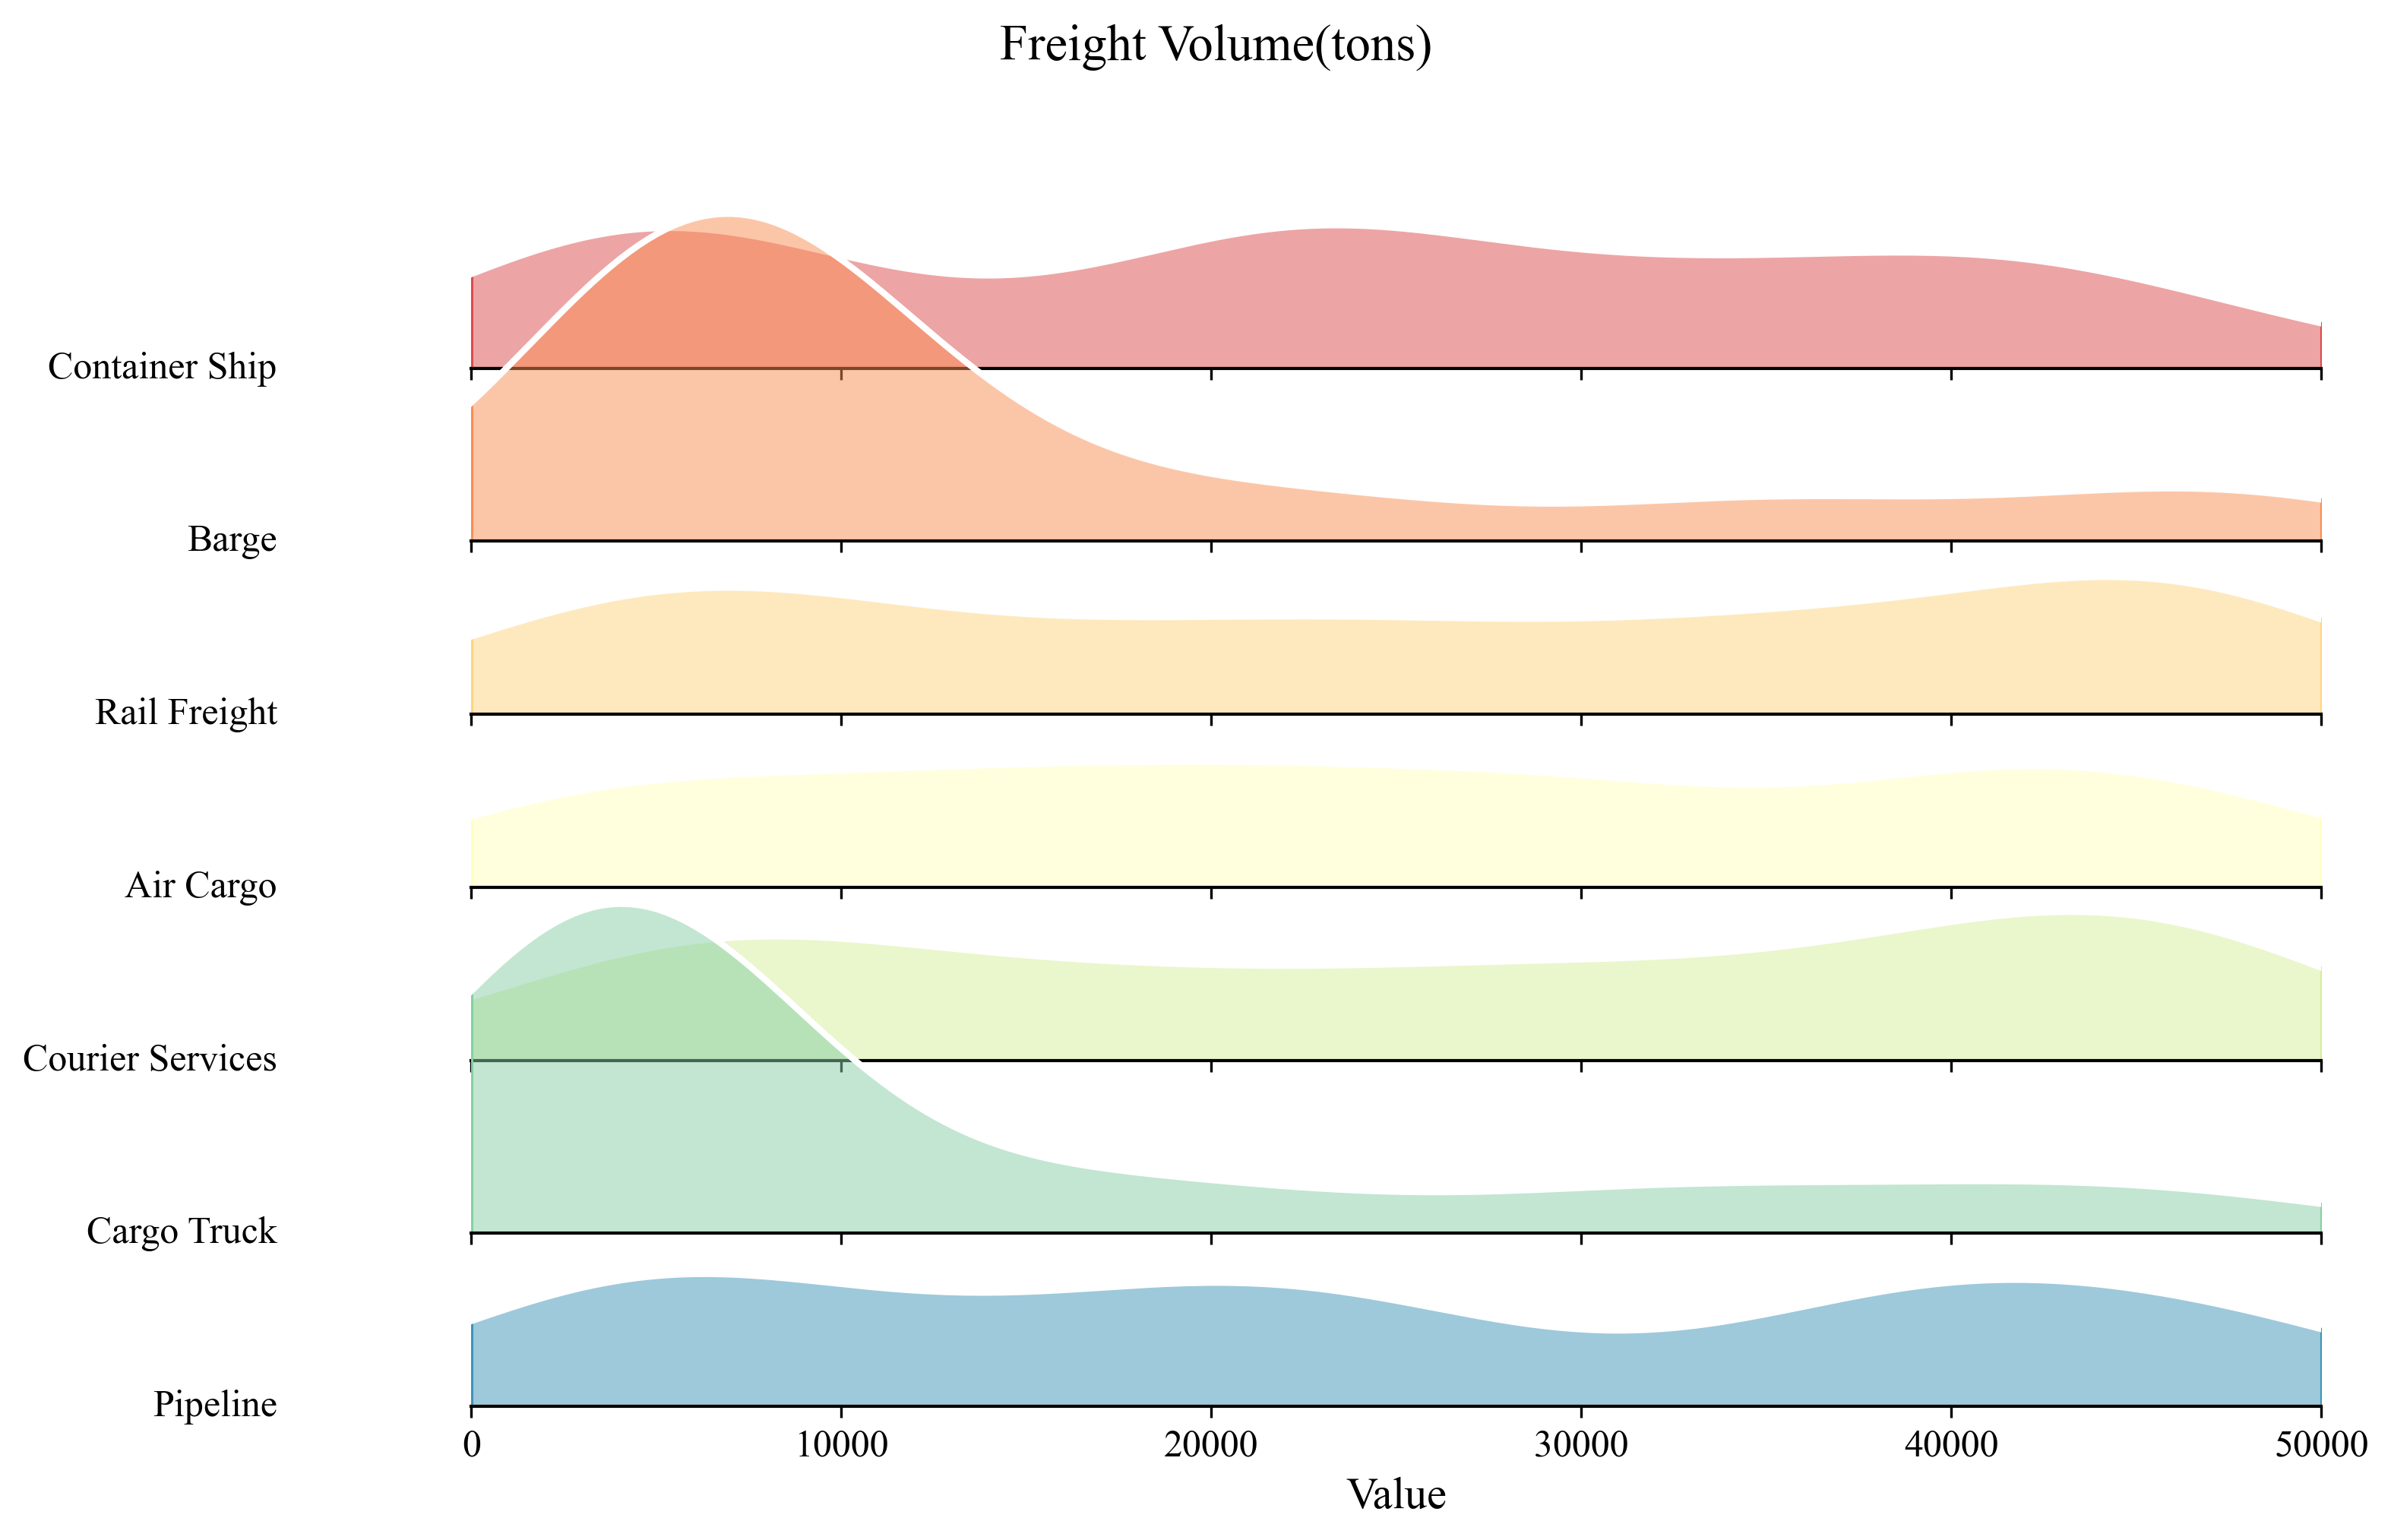 Freight Volume(tons)
Container Ship
Barge
Rail Freight
Air Cargo
Courier Services
Cargo Truck
Pipeline
0 10000 20000 30000 40000 50000
Value